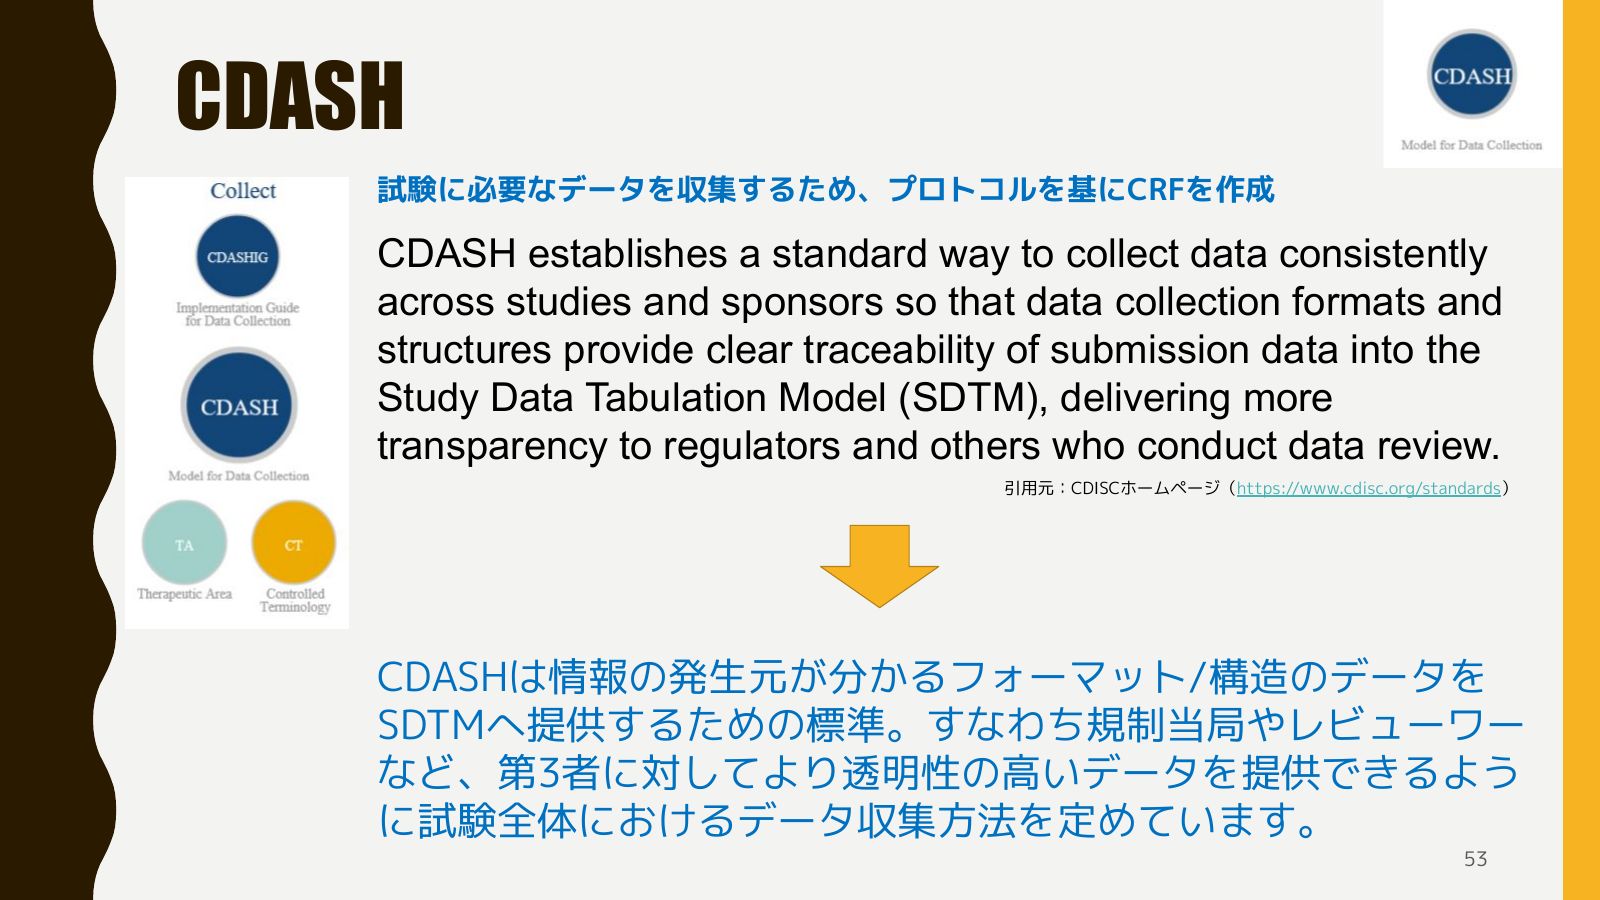 CDASH
CDASH
Model for Data Collection
Collect
CDASHIG
Implementation Guide
for Data Collection
CDASH
Model for Data Collection
TA
CT
Therapeutic Area
Controlled
Terminology
試験に必要なデータを収集するため、プロトコルを基にCRFを作成
CDASH establishes a standard way to collect data consistently
across studies and sponsors so that data collection formats and
structures provide clear traceability of submission data into the
Study Data Tabulation Model (SDTM), delivering more
transparency to regulators and others who conduct data review.
引用元：CDISCホームページ（https://www.cdisc.org/standards）
CDASHは情報の発生元が分かるフォーマット/構造のデータを
SDTMへ提供するための標準。すなわち規制当局やレビューワー
など、第3者に対してより透明性の高いデータを提供できるよう
に試験全体におけるデータ収集方法を定めています。
53